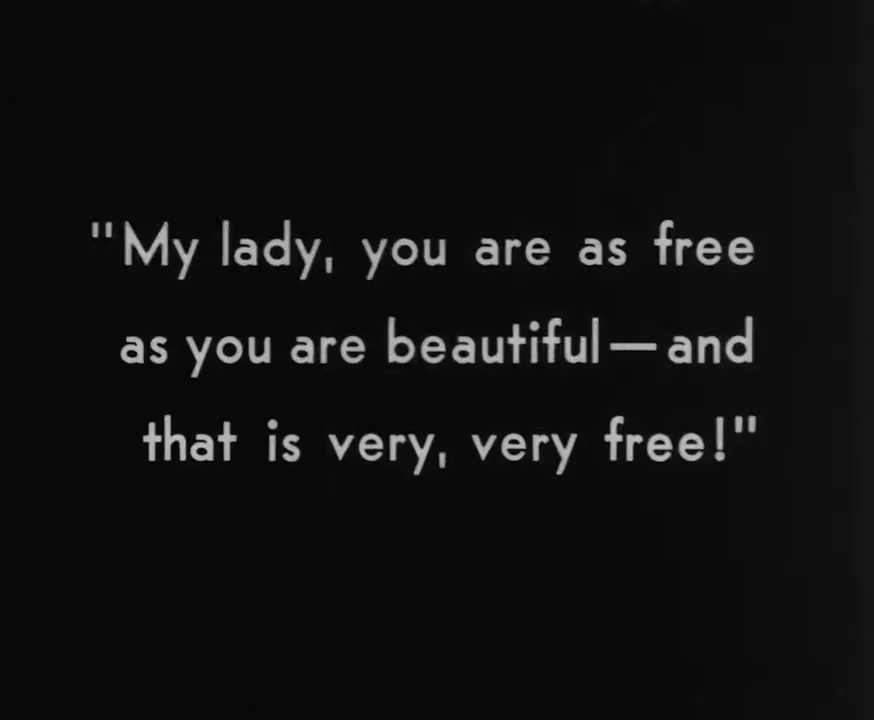 "My lady, you are as free
as you are beautiful—and
that is very, very free!"